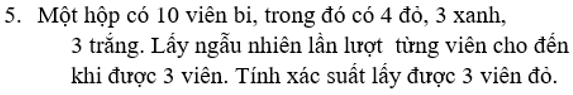 5. Một hộp có 10 viên bi, trong đó có 4 đỏ, 3 xanh,
3 trắng. Lấy ngẫu nhiên lần lượt từng viên cho đến
khi được 3 viên. Tính xác suất lấy được 3 viên đỏ.